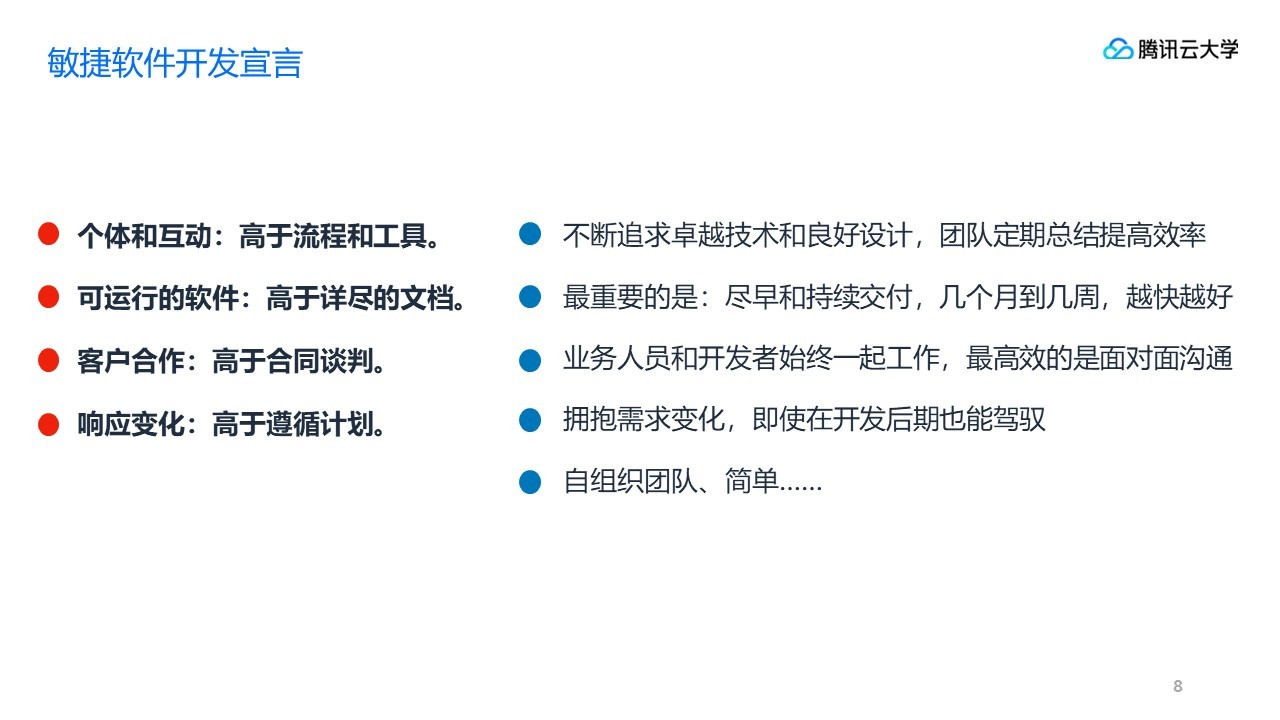 敏捷软件开发宣言
腾讯云大学
个体和互动：高于流程和工具。
可运行的软件：高于详尽的文档。
客户合作：高于合同谈判。
响应变化：高于遵循计划。
不断追求卓越技术和良好设计，团队定期总结提高效率
最重要的是：尽早和持续交付，几个月到几周，越快越好
业务人员和开发者始终一起工作，最高效的是面对面沟通
拥抱需求变化，即使在开发后期也能驾驭
自组织团队、简单......
8